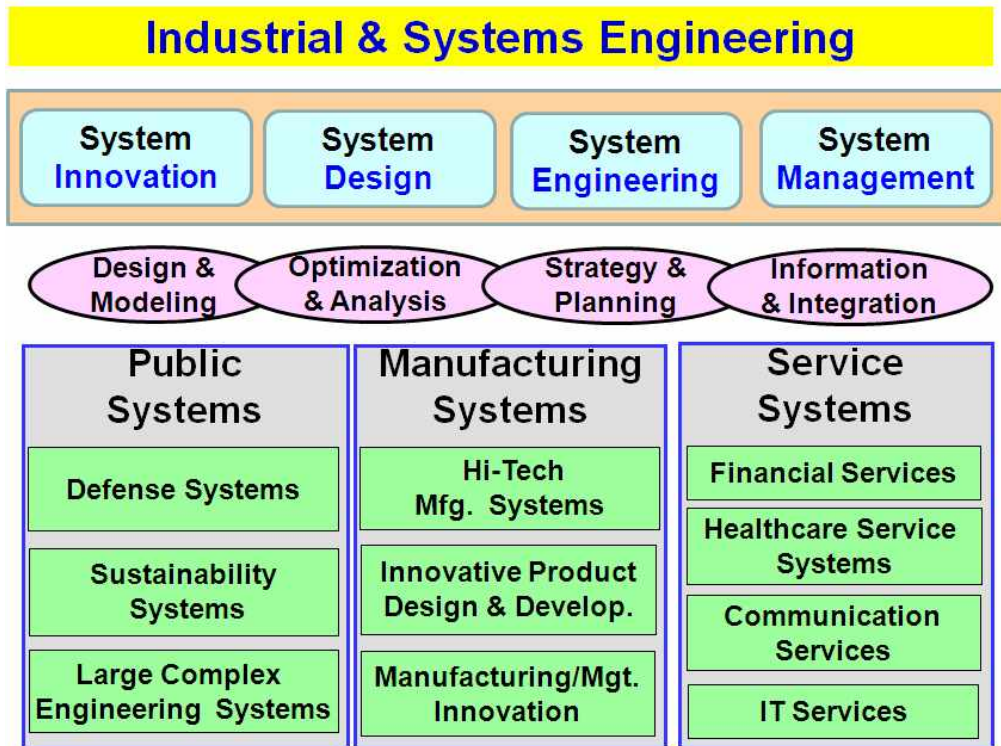 Industrial & Systems Engineering
System
Innovation
System
Design
System
Engineering
System
Management
Design &
Modeling
Optimization
& Analysis
Strategy &
Planning
Information
& Integration
Public
Systems
Defense Systems
Sustainability
Systems
Large Complex
Engineering Systems
Manufacturing
Systems
Hi-Tech
Mfg. Systems
Innovative Product
Design & Develop.
Manufacturing/Mgt.
Innovation
Service
Systems
Financial Services
Healthcare Service
Systems
Communication
Services
IT Services